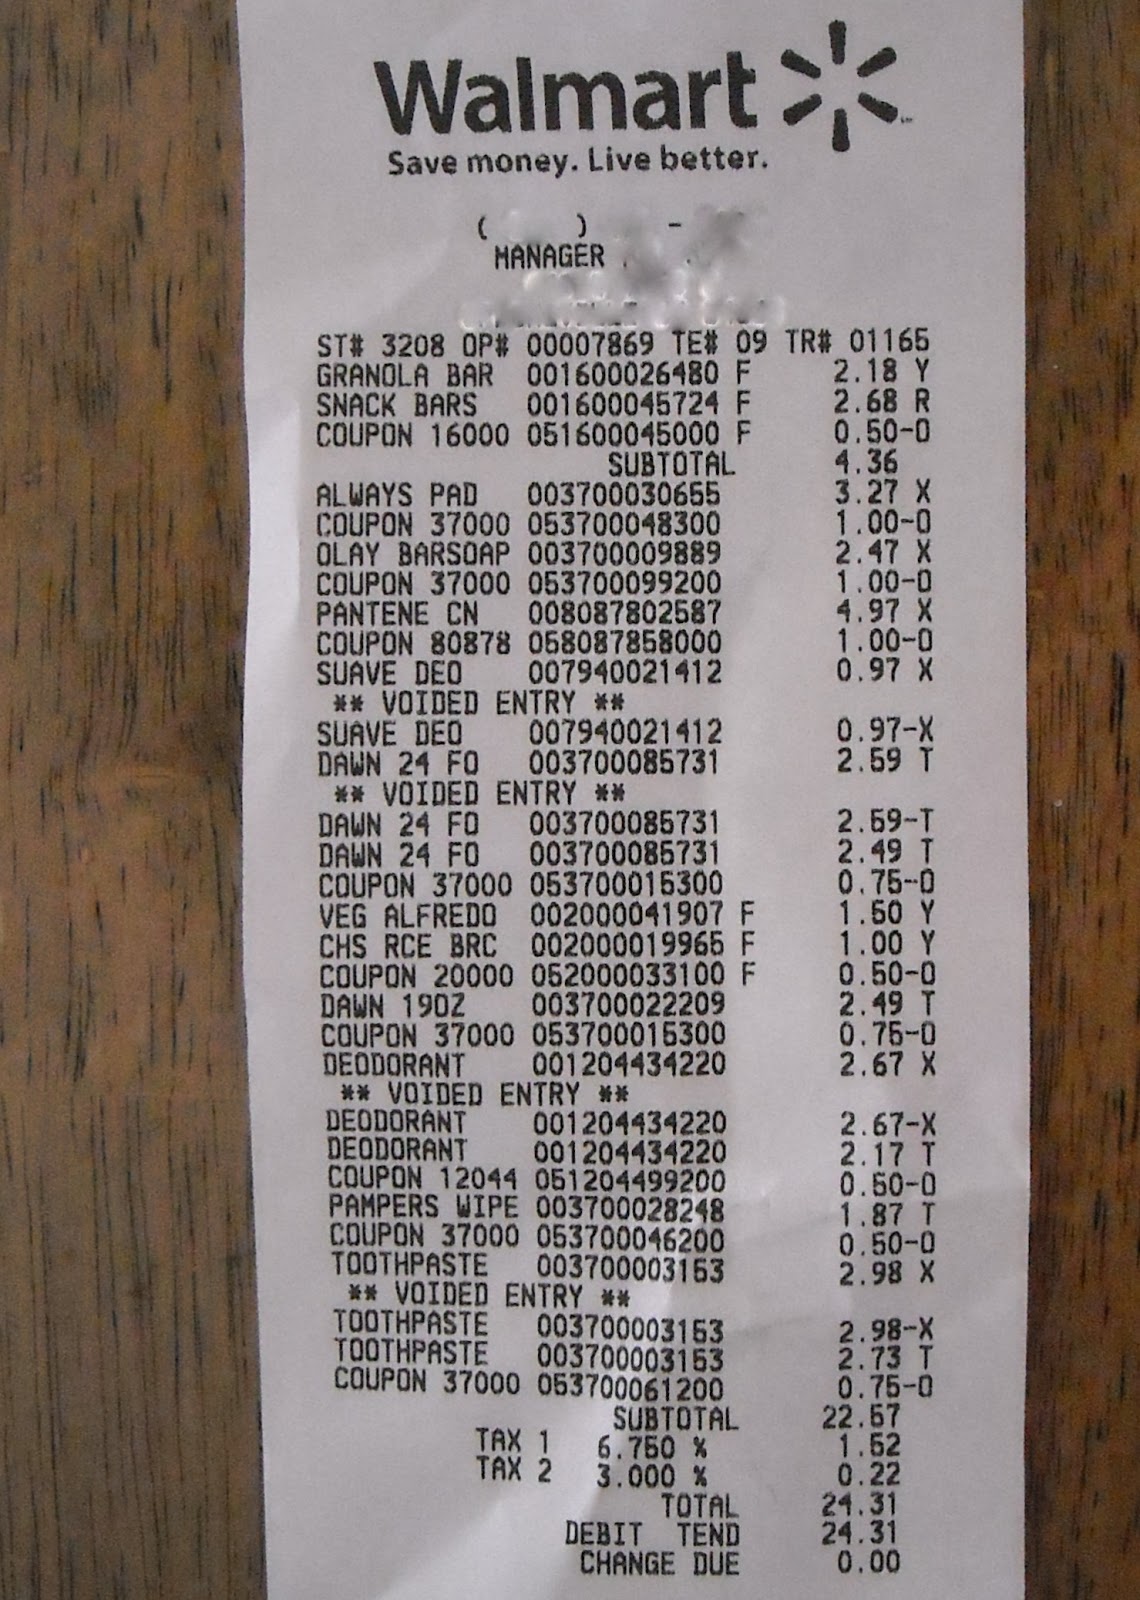 Walmart
Save money. Live better.
( ) -
MANAGER
ST# 3208 OP# 00007869 TE# 09 TR# 01165
GRANOLA BAR 001600026480 F 2.18 Y
SNACK BARS 001600045724 F 2.68 R
COUPON 16000 051600045000 F 0.50-O
SUBTOTAL 4.36
ALWAYS PAD 003700030655 3.27 X
COUPON 37000 053700048300 1.00-O
OLAY BARSOAP 003700009889 2.47 X
COUPON 37000 053700099200 1.00-O
PANTENE CN 008087802587 4.97 X
COUPON 80878 058087858000 1.00-O
SUAVE DEO 007940021412 0.97 X
** VOIDED ENTRY **
SUAVE DEO 007940021412 0.97-X
DAWN 24 FO 003700085731 2.59 T
** VOIDED ENTRY **
DAWN 24 FO 003700085731 2.59-T
DAWN 24 FO 003700085731 2.49 T
COUPON 37000 053700015300 0.75-O
VEG ALFREDO 002000041907 F 1.50 Y
CHS RCE BRC 002000019965 F 1.00 Y
COUPON 20000 052000033100 F 0.50-O
DAWN 19OZ 003700022209 2.49 T
COUPON 37000 053700015300 0.75-O
DEODORANT 001204434220 2.67 X
** VOIDED ENTRY **
DEODORANT 001204434220 2.67-X
DEODORANT 001204434220 2.17 T
COUPON 12044 051204499200 0.50-O
PAMPERS WIPE 003700028248 1.87 T
COUPON 37000 053700046200 0.50-O
TOOTHPASTE 003700003153 2.98 X
** VOIDED ENTRY **
TOOTHPASTE 003700003153 2.98-X
TOOTHPASTE 003700003153 2.73 T
COUPON 37000 053700061200 0.75-O
SUBTOTAL 22.57
TAX 1 6.750 % 1.52
TAX 2 3.000 % 0.22
TOTAL 24.31
DEBIT TEND 24.31
CHANGE DUE 0.00